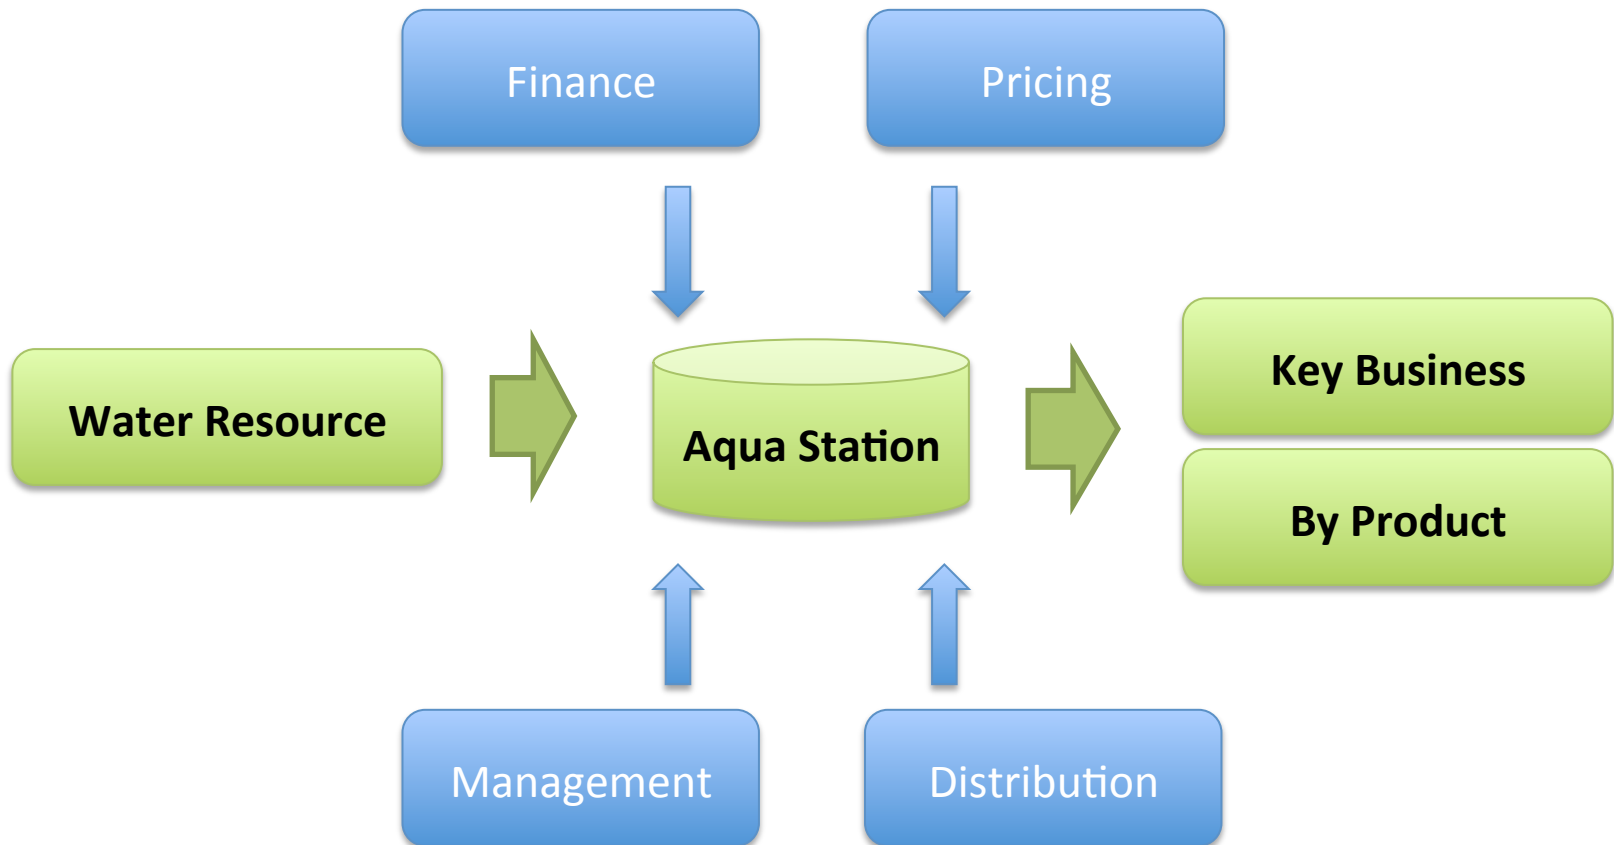 Finance
Pricing
Water Resource
Aqua Station
Key Business
By Product
Management
Distribution